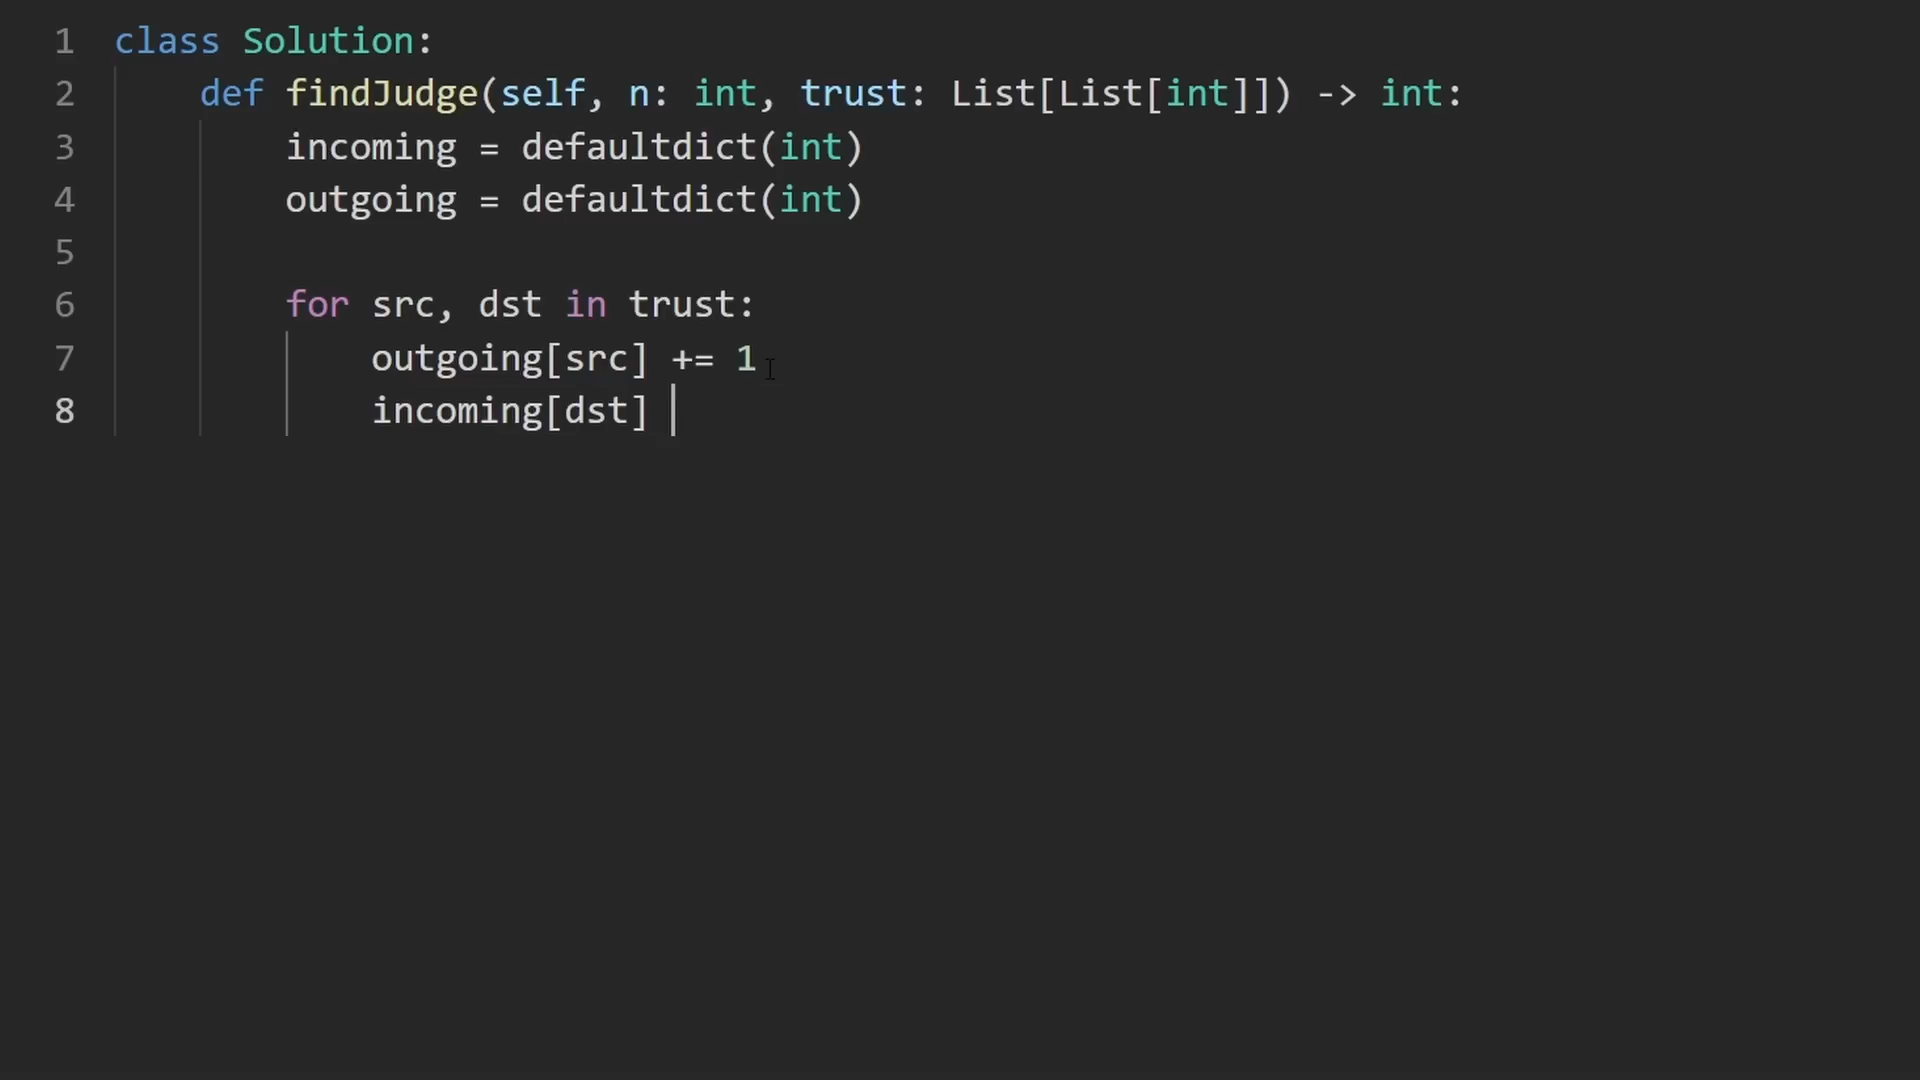 1 class Solution:
2 def findJudge(self, n: int, trust: List[List[int]]) -> int:
3 incoming = defaultdict(int)
4 outgoing = defaultdict(int)
5
6 for src, dst in trust:
7 outgoing[src] += 1
8 incoming[dst]